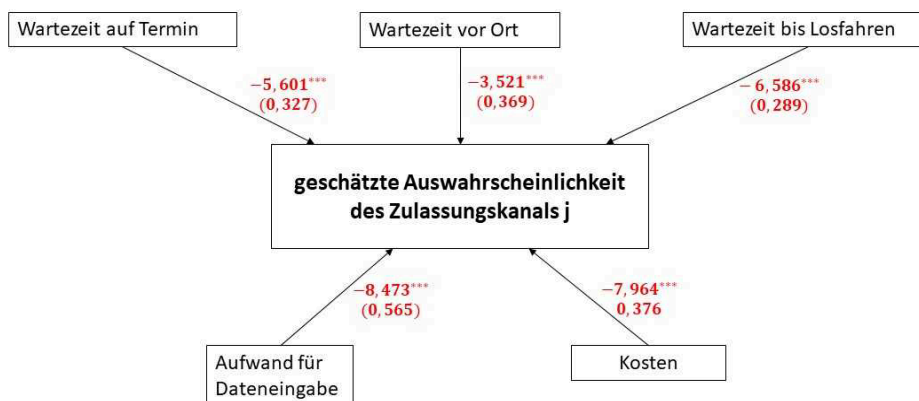 Wartezeit auf Termin
Wartezeit vor Ort
Wartezeit bis Losfahren
−5,601***
(0,327)
−3,521***
(0,369)
− 6,586***
(0,289)
geschätzte Auswahrscheinlichkeit
des Zulassungskanals j
−8,473***
(0,565)
−7,964***
0,376
Aufwand für
Dateneingabe
Kosten